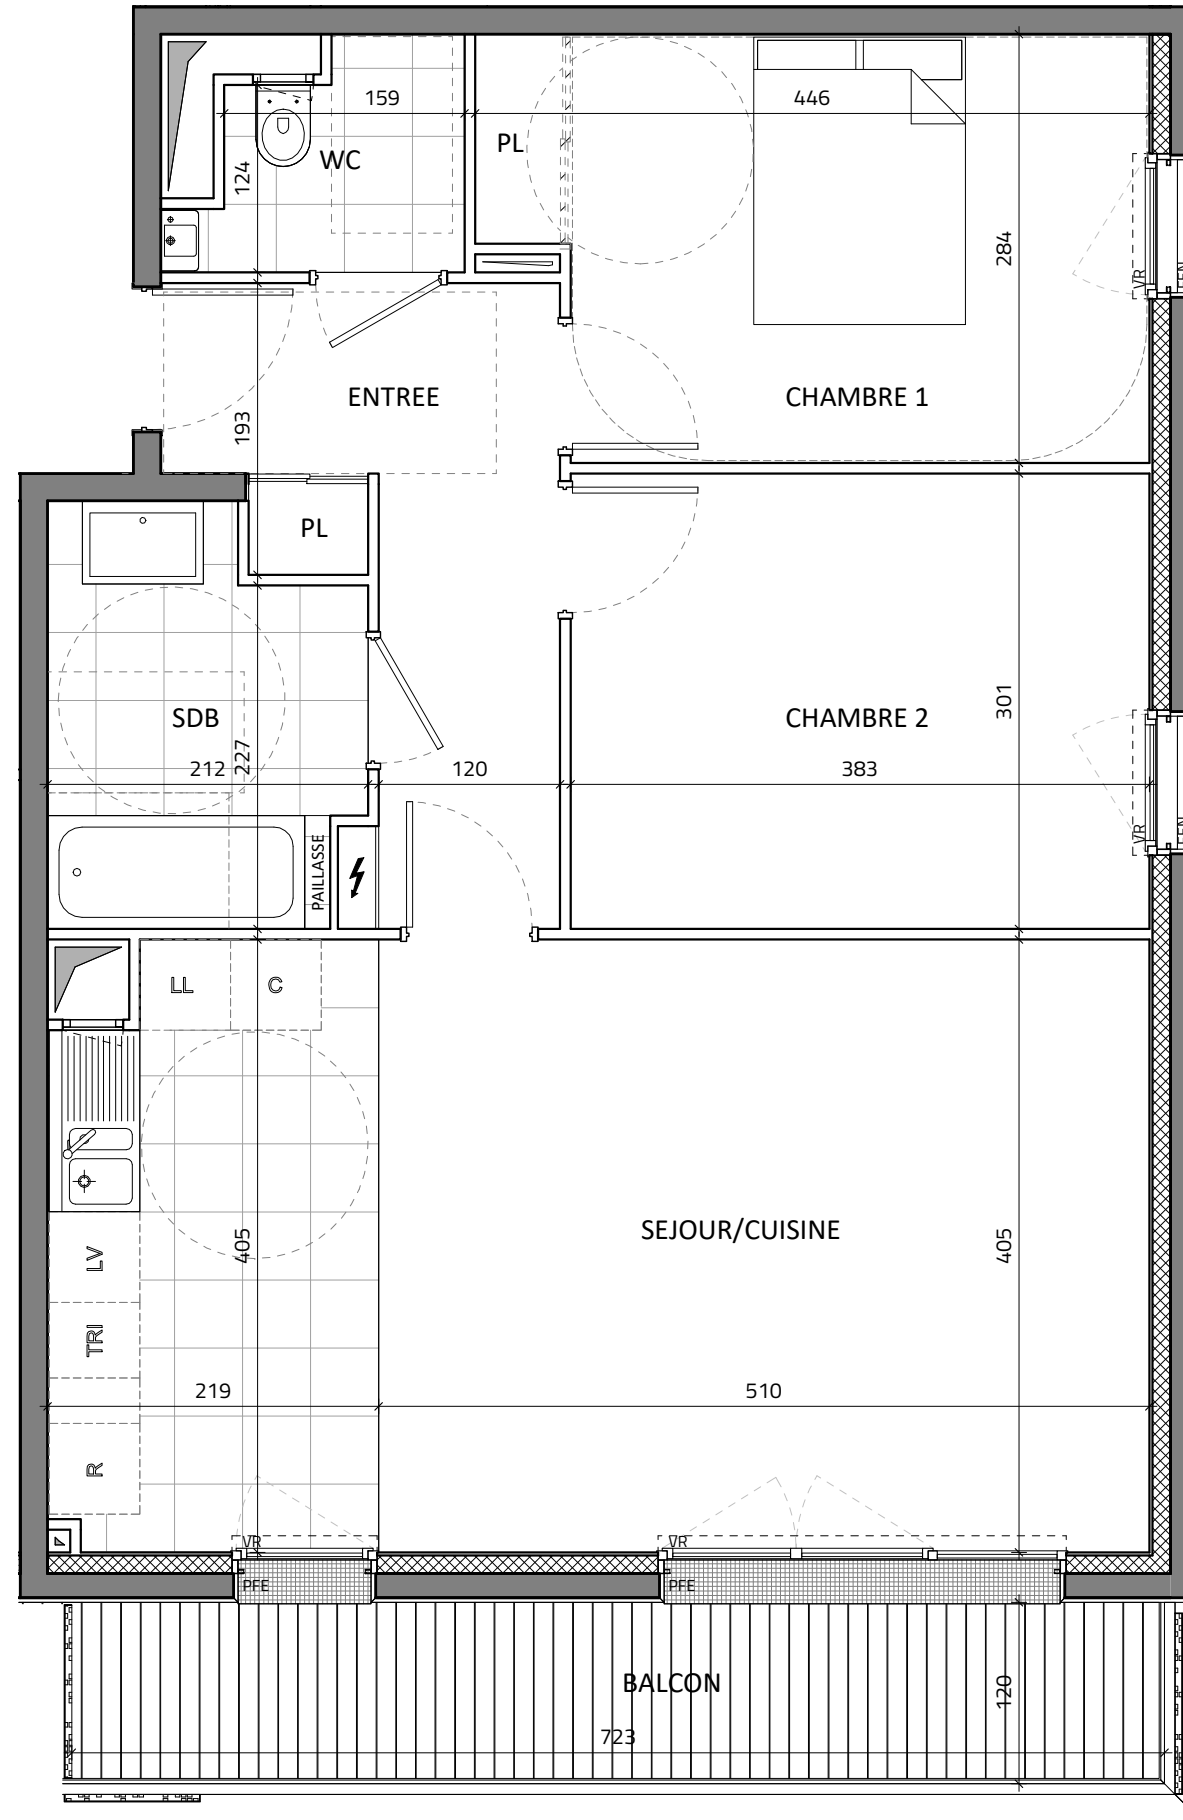 159
446
PL
WC
124
284
VR
ENTREE
CHAMBRE 1
193
PL
SDB
CHAMBRE 2
301
227
212
120
383
VR
PAILLASSE
LL
C
SEJOUR/CUISINE
405
405
LV
TRI
219
510
R
VR
VR
PFE
PFE
BALCON
120
723